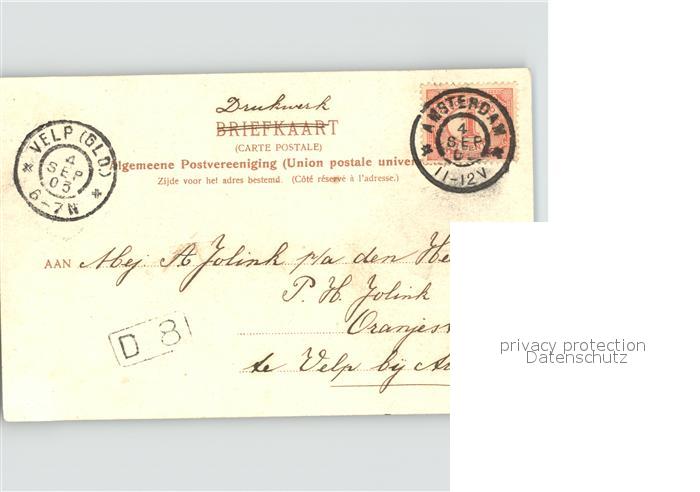 Drukwerk
BRIEFKAART
(CARTE POSTALE)
Algemeene Postvereeniging (Union postale univer
Zijde voor het adres bestemd. (Côté réservé à l'adresse.)
VELP (GLD.)
4
SEP
05
6-7N
AMSTERDAM
4
SEP
11-12V
AAN Mej. A Jolink p/a den He
P. H. Jolink
Oranjes
te Velp bij A
D 8
privacy protection
Datenschutz